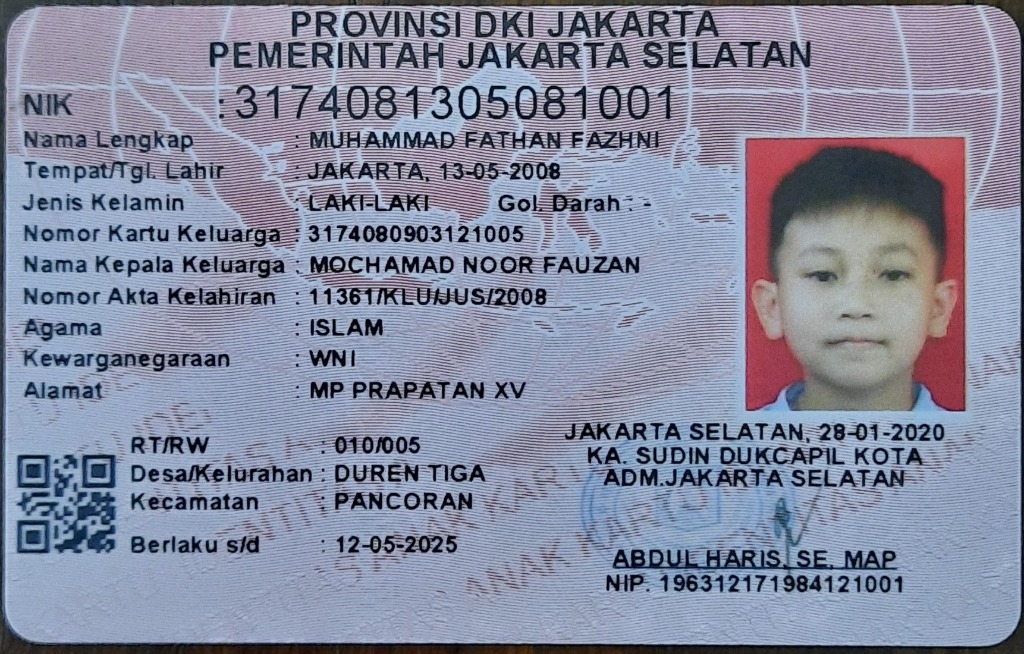 PROVINSI DKI JAKARTA
PEMERINTAH JAKARTA SELATAN
NIK : 3174081305081001
Nama Lengkap : MUHAMMAD FATHAN FAZHNI
Tempat/Tgl. Lahir : JAKARTA, 13-05-2008
Jenis Kelamin : LAKI-LAKI Gol. Darah : -
Nomor Kartu Keluarga : 3174080903121005
Nama Kepala Keluarga : MOCHAMAD NOOR FAUZAN
Nomor Akta Kelahiran : 11361/KLU/JUS/2008
Agama : ISLAM
Kewarganegaraan : WNI
Alamat : MP PRAPATAN XV
RT/RW : 010/005
Desa/Kelurahan : DUREN TIGA
Kecamatan : PANCORAN
Berlaku s/d : 12-05-2025
JAKARTA SELATAN, 28-01-2020
KA. SUDIN DUKCAPIL KOTA
ADM.JAKARTA SELATAN
ABDUL HARIS, SE, MAP
NIP. 196312171984121001